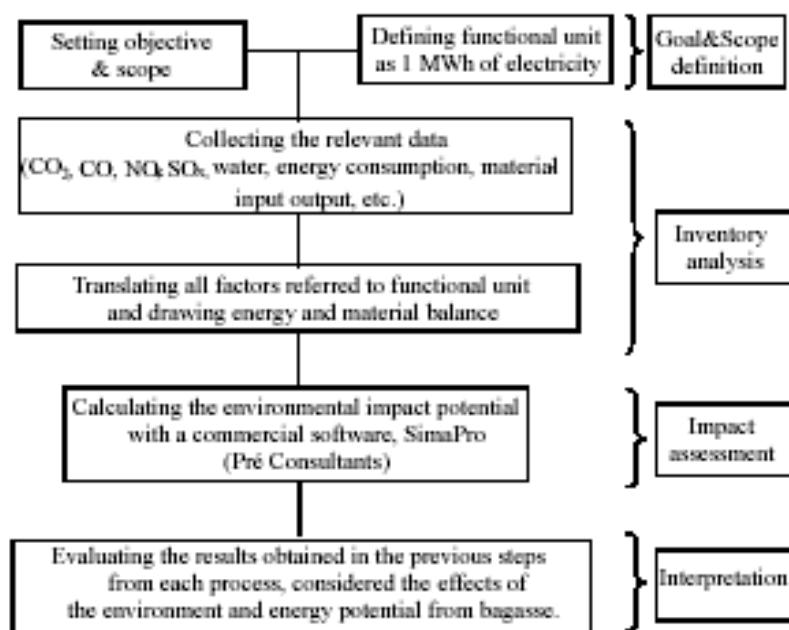 Setting objective
& scope
Defining functional unit
as 1 MWh of electricity
Goal&Scope
definition
Collecting the relevant data
(CO₂, CO, NOₓ SOₓ, water, energy consumption, material
input output, etc.)
Inventory
analysis
Translating all factors referred to functional unit
and drawing energy and material balance
Calculating the environmental impact potential
with a commercial software, SimaPro
(Pré Consultants)
Impact
assessment
Evaluating the results obtained in the previous steps
from each process, considered the effects of
the environment and energy potential from bagasse.
Interpretation